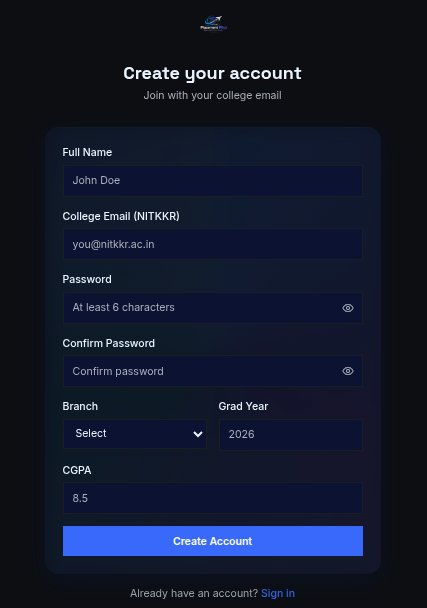 Create your account
Join with your college email
Full Name
John Doe
College Email (NITKKR)
you@nitkkr.ac.in
Password
At least 6 characters
Confirm Password
Confirm password
Branch Grad Year
Select 2026
CGPA
8.5
Create Account
Already have an account? Sign in